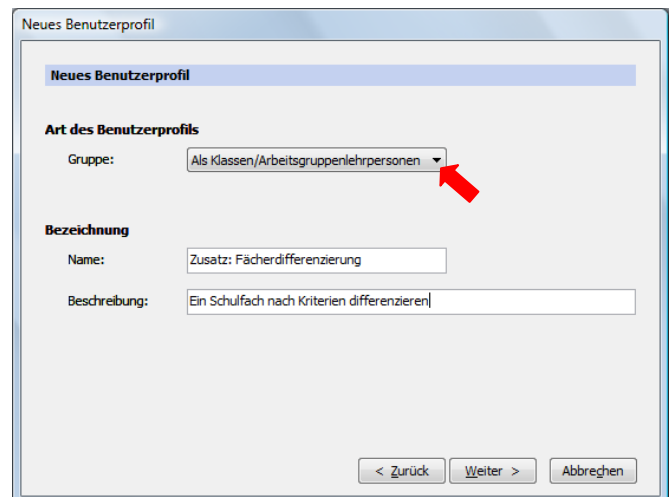 Neues Benutzerprofil
Neues Benutzerprofil
Art des Benutzerprofils
Gruppe: Als Klassen/Arbeitsgruppenlehrpersonen
Bezeichnung
Name: Zusatz: Fächerdifferenzierung
Beschreibung: Ein Schulfach nach Kriterien differenzieren
< Zurück Weiter > Abbrechen